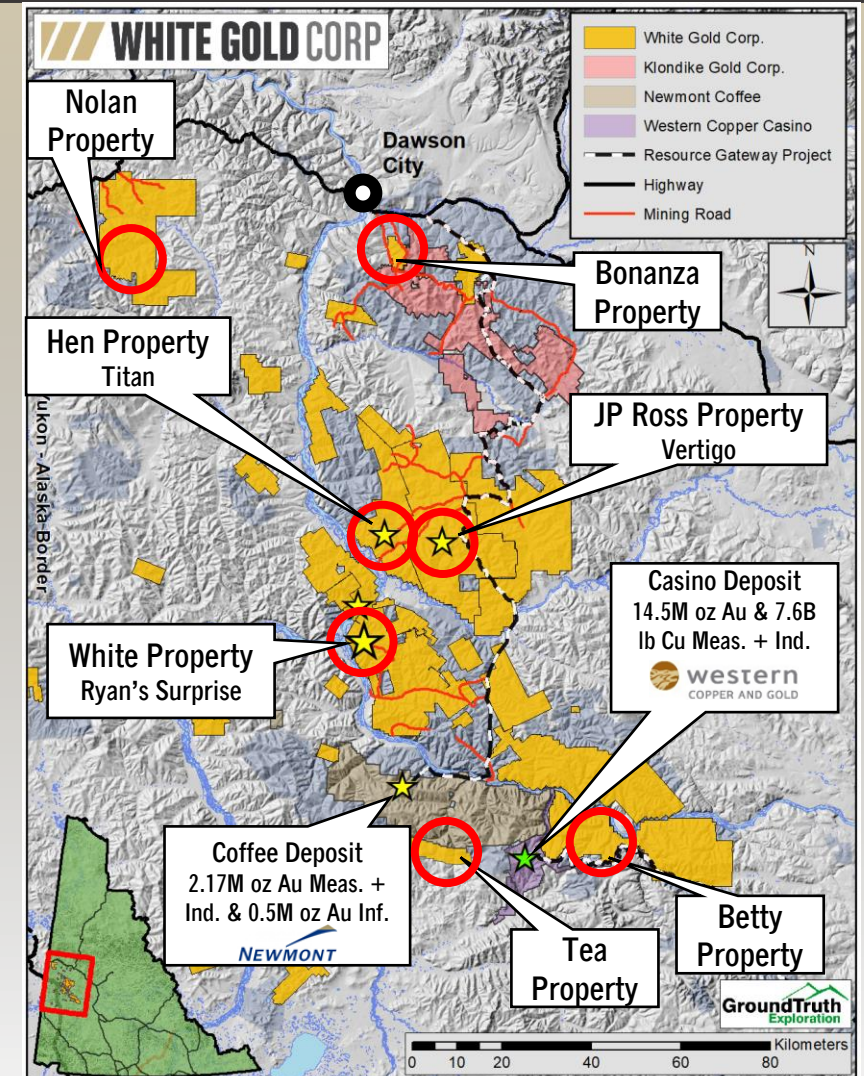 WHITE GOLD CORP
White Gold Corp.
Klondike Gold Corp.
Newmont Coffee
Western Copper Casino
Resource Gateway Project
Highway
Mining Road
N
Nolan
Property
Dawson
City
Bonanza
Property
Hen Property
Titan
JP Ross Property
Vertigo
Yukon - Alaska Border
Casino Deposit
14.5M oz Au & 7.6B
lb Cu Meas. + Ind.
western
COPPER AND GOLD
White Property
Ryan's Surprise
Coffee Deposit
2.17M oz Au Meas. +
Ind. & 0.5M oz Au Inf.
NEWMONT
Tea
Property
Betty
Property
GroundTruth
Exploration
Kilometers
0 10 20 40 60 80